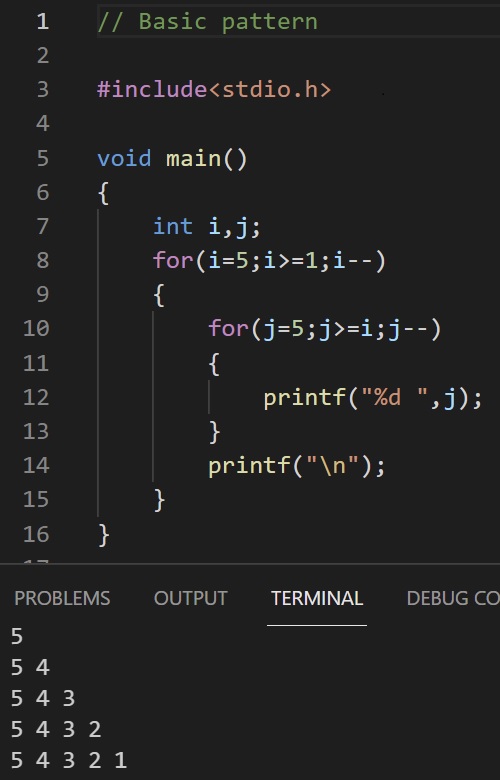 1 // Basic pattern
2
3 #include<stdio.h>
4
5 void main()
6 {
7     int i,j;
8     for(i=5;i>=1;i--)
9     {
10         for(j=5;j>=i;j--)
11         {
12             printf("%d ",j);
13         }
14         printf("\n");
15     }
16 }
17
PROBLEMS OUTPUT TERMINAL DEBUG CO
5
5 4
5 4 3
5 4 3 2
5 4 3 2 1